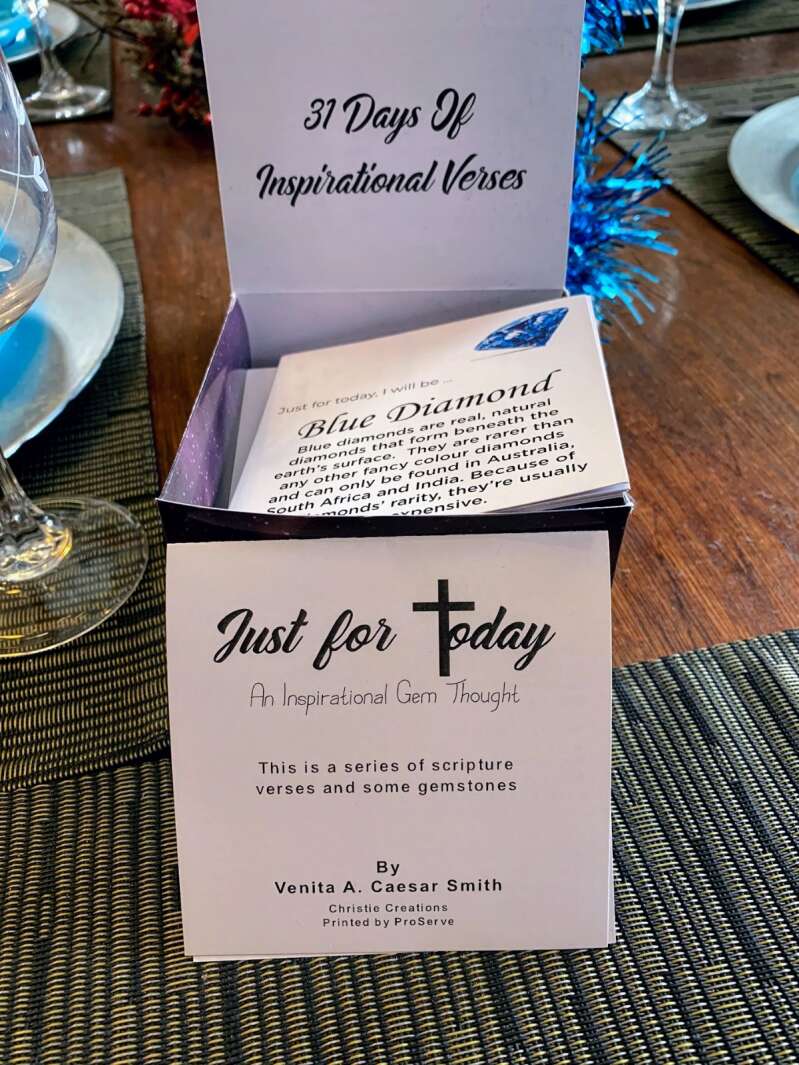 31 Days Of
Inspirational Verses
Just for today, I will be ...
Blue Diamond
Blue diamonds are real, natural
diamonds that form beneath the
earth's surface. They are rarer than
any other fancy colour diamonds
and can only be found in Australia,
South Africa and India. Because of
rarity, they're usually
Just for Today
An Inspirational Gem Thought
This is a series of scripture
verses and some gemstones
By
Venita A. Caesar Smith
Christie Creations
Printed by ProServe